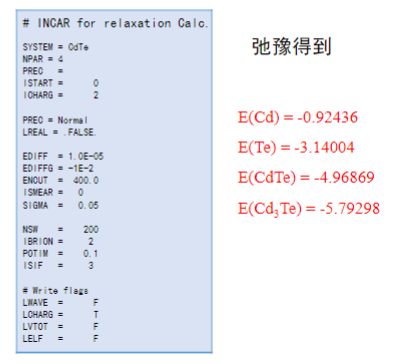 # INCAR for relaxation Calc.
SYSTEM = CdTe
NPAR = 4
PREC =
ISTART = 0
ICHARG = 2
PREC = Normal
LREAL = .FALSE.
EDIFF = 1.0E-05
EDIFFG = -1E-2
ENCUT = 400.0
ISMEAR = 0
SIGMA = 0.05
NSW = 200
IBRION = 2
POTIM = 0.1
ISIF = 3
# Write flags
LWAVE = F
LCHARG = T
LVTOT = F
LELF = F
弛豫得到
E(Cd) = -0.92436
E(Te) = -3.14004
E(CdTe) = -4.96869
E(Cd₃Te) = -5.79298